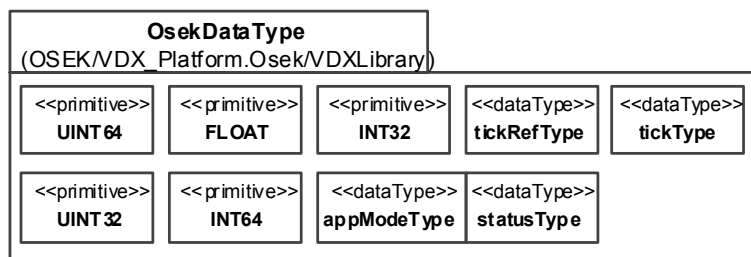 OsekDataType
(OSEK/VDX_Platform.Osek/VDXLibrary)
<<primitive>> <<primitive>> <<primitive>> <<dataType>> <<dataType>>
UINT64 FLOAT INT32 tickRefType tickType
<<primitive>> <<primitive>> <<dataType>> <<dataType>>
UINT32 INT64 appModeType statusType